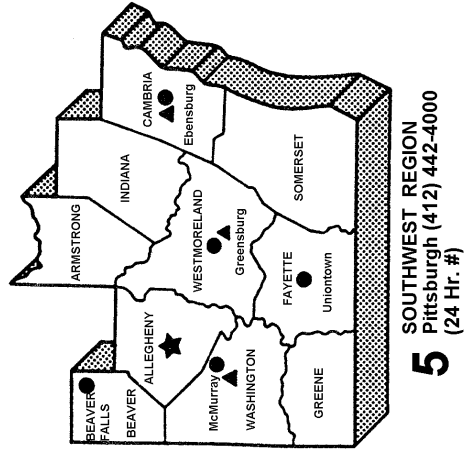 ARMSTRONG
INDIANA
CAMBRIA
Ebensburg
BEAVER
FALLS
BEAVER
ALLEGHENY
WESTMORELAND
Greensburg
McMurray
WASHINGTON
FAYETTE
Uniontown
SOMERSET
GREENE
5 SOUTHWEST REGION
Pittsburgh (412) 442-4000
(24 Hr. #)